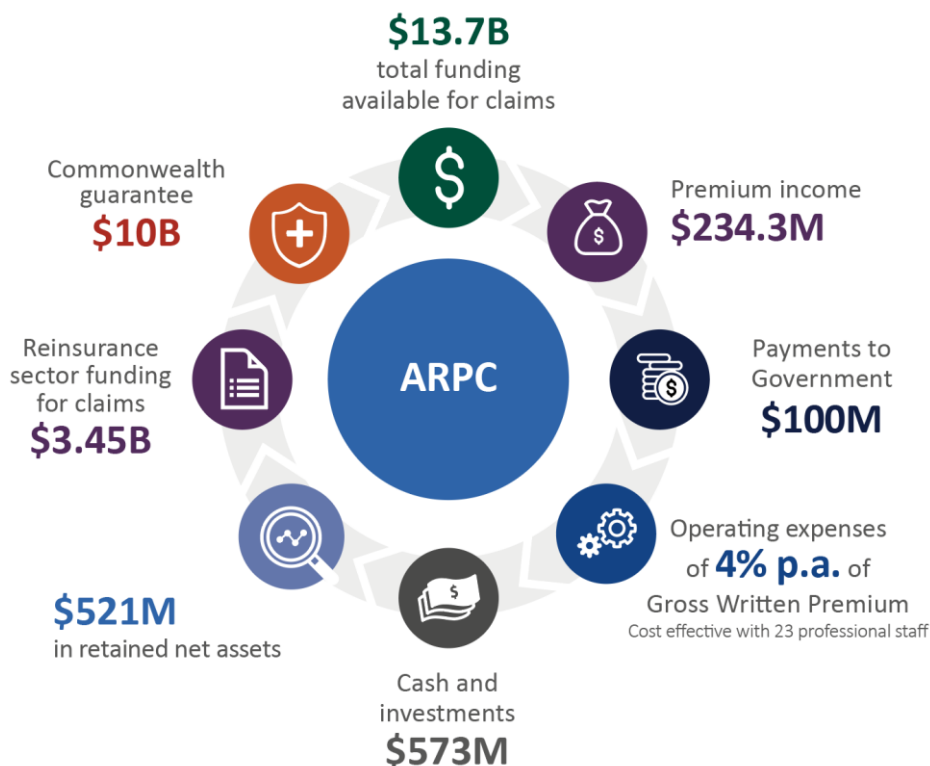 $13.7B
total funding
available for claims
Premium income
$234.3M
Payments to
Government
$100M
Operating expenses
of 4% p.a. of
Gross Written Premium
Cost effective with 23 professional staff
Cash and
investments
$573M
$521M
in retained net assets
Reinsurance
sector funding
for claims
$3.45B
Commonwealth
guarantee
$10B
ARPC
$
$
$
$